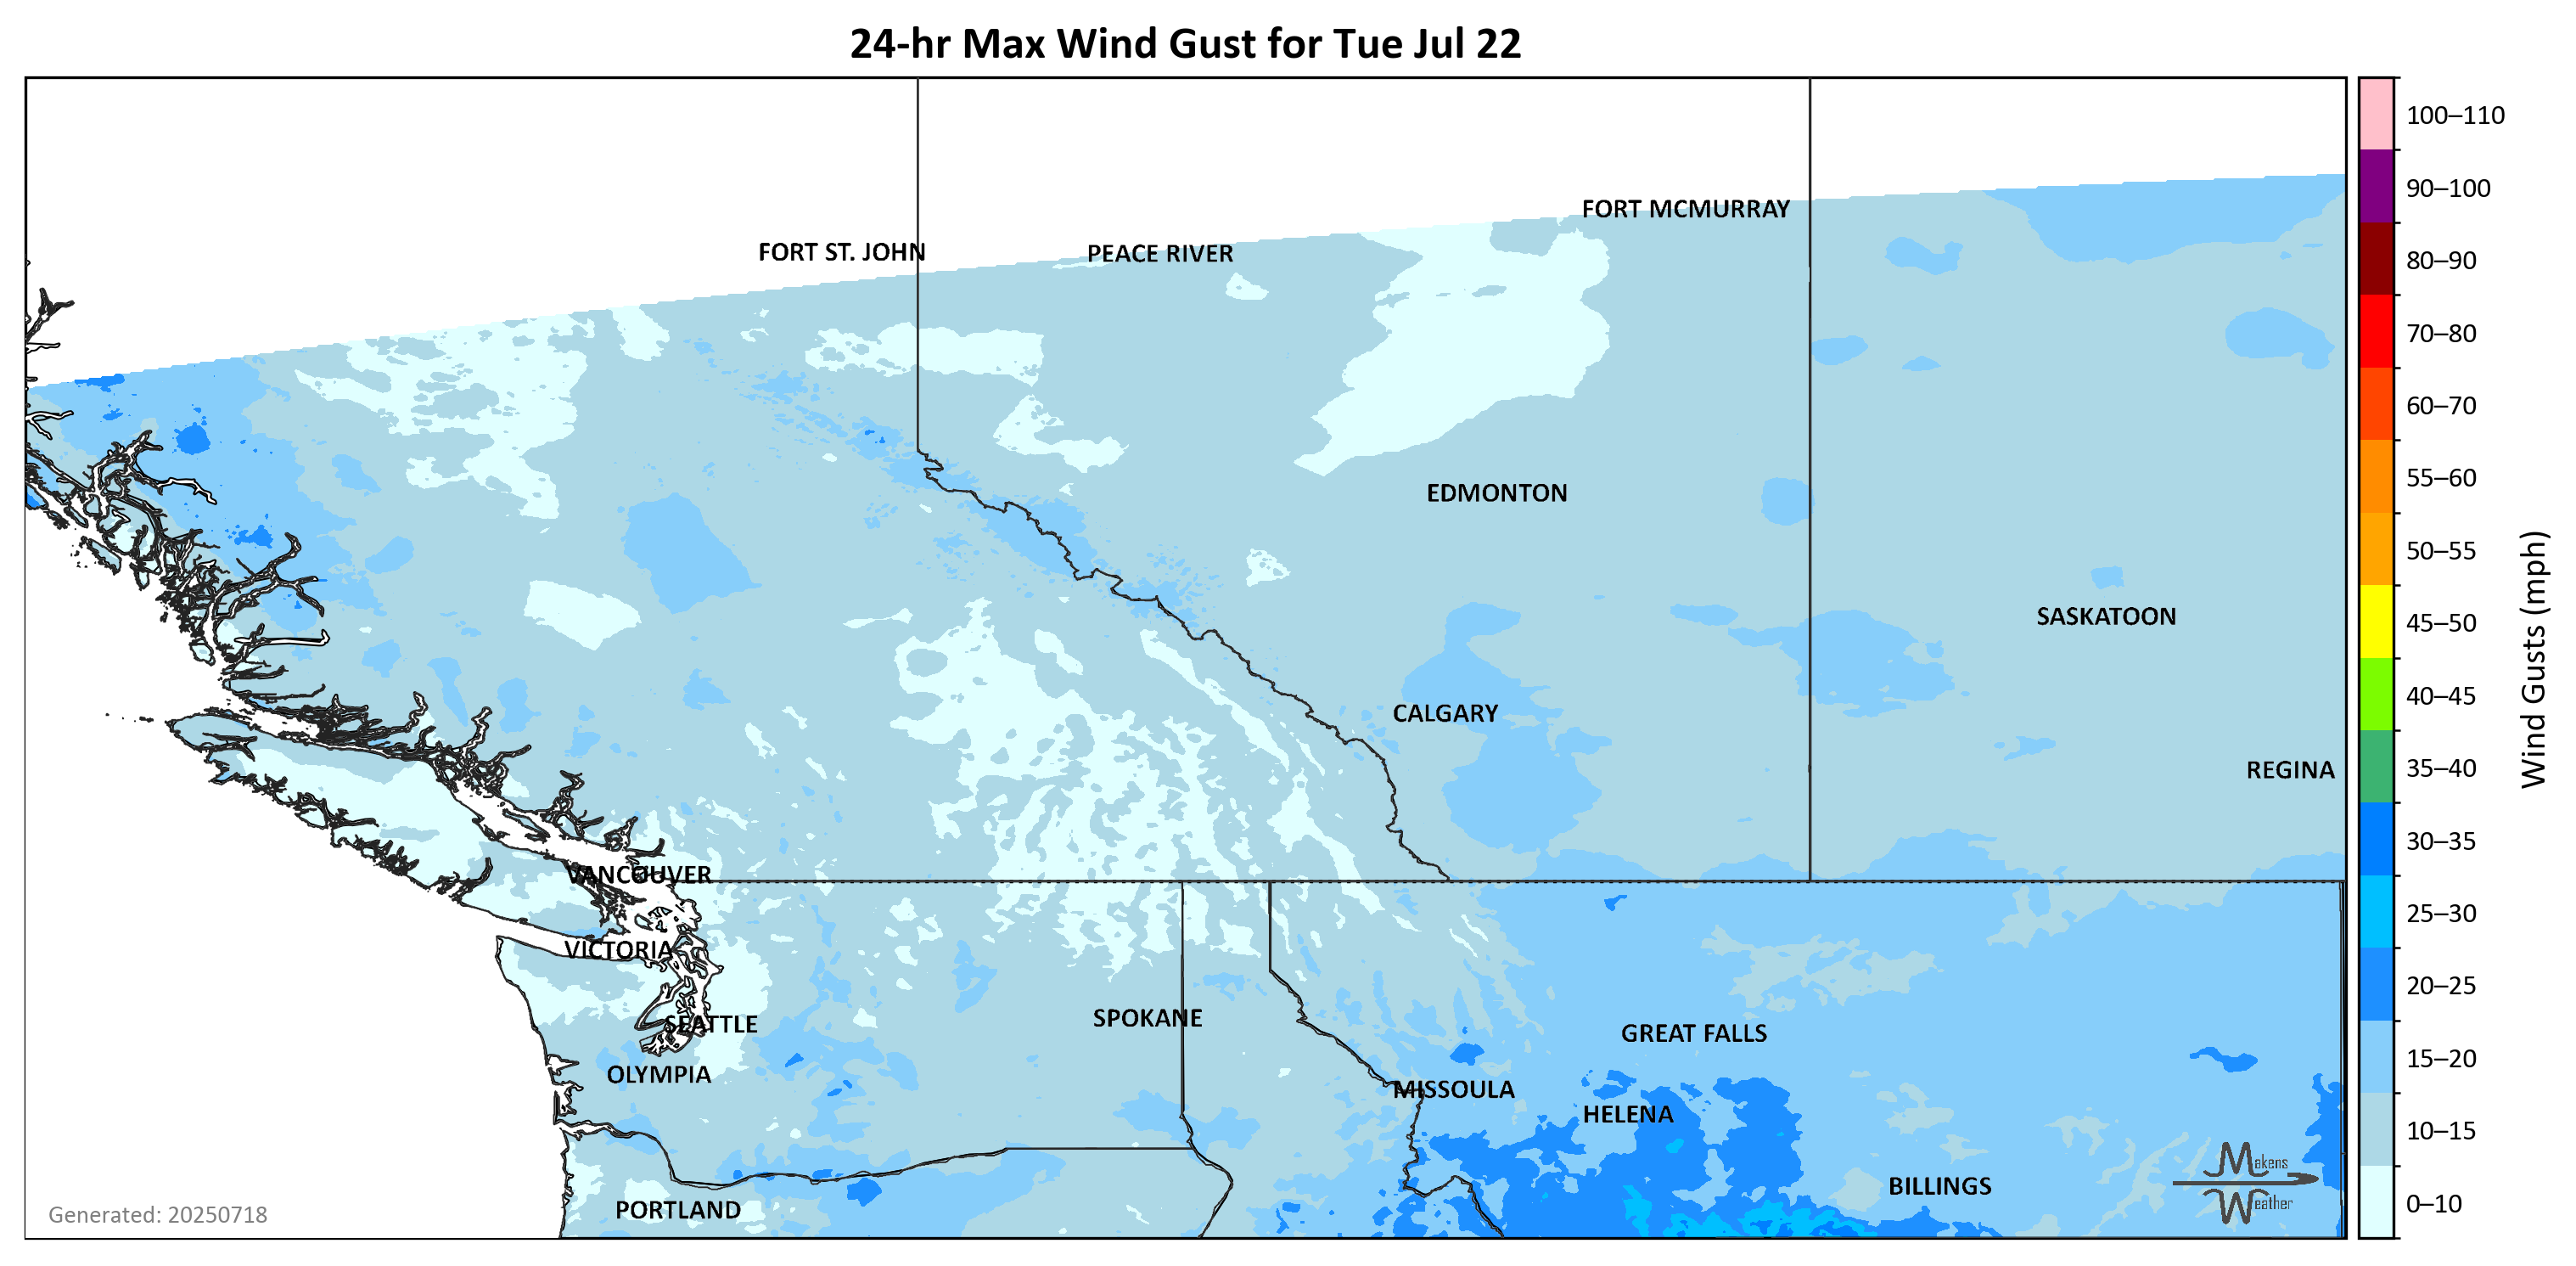 24-hr Max Wind Gust for Tue Jul 22
100–110
90–100
80–90
70–80
60–70
55–60
50–55
45–50
40–45
35–40
30–35
25–30
20–25
15–20
10–15
0–10
Wind Gusts (mph)
FORT MCMURRAY
FORT ST. JOHN
PEACE RIVER
EDMONTON
SASKATOON
CALGARY
REGINA
VANCOUVER
VICTORIA
SPOKANE
SEATTLE
GREAT FALLS
OLYMPIA
MISSOULA
HELENA
BILLINGS
PORTLAND
Makens
Weather
Generated: 20250718